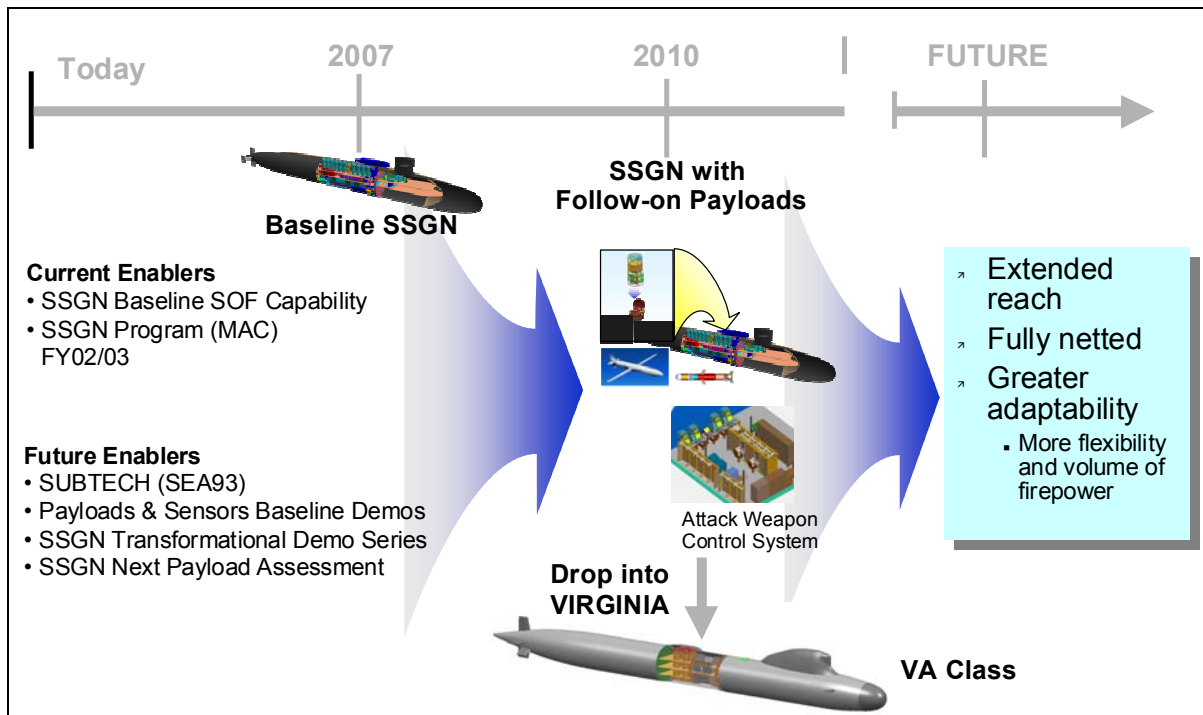 Today
2007
2010
FUTURE
Baseline SSGN
SSGN with
Follow-on Payloads
Current Enablers
• SSGN Baseline SOF Capability
• SSGN Program (MAC)
FY02/03
Future Enablers
• SUBTECH (SEA93)
• Payloads & Sensors Baseline Demos
• SSGN Transformational Demo Series
• SSGN Next Payload Assessment
Attack Weapon
Control System
Drop into
VIRGINIA
VA Class
↗ Extended
reach
↗ Fully netted
↗ Greater
adaptability
▪ More flexibility
and volume of
firepower